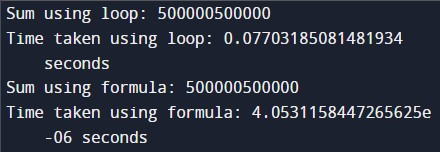 Sum using loop: 500000500000
Time taken using loop: 0.07703185081481934
seconds
Sum using formula: 500000500000
Time taken using formula: 4.0531158447265625e
-06 seconds